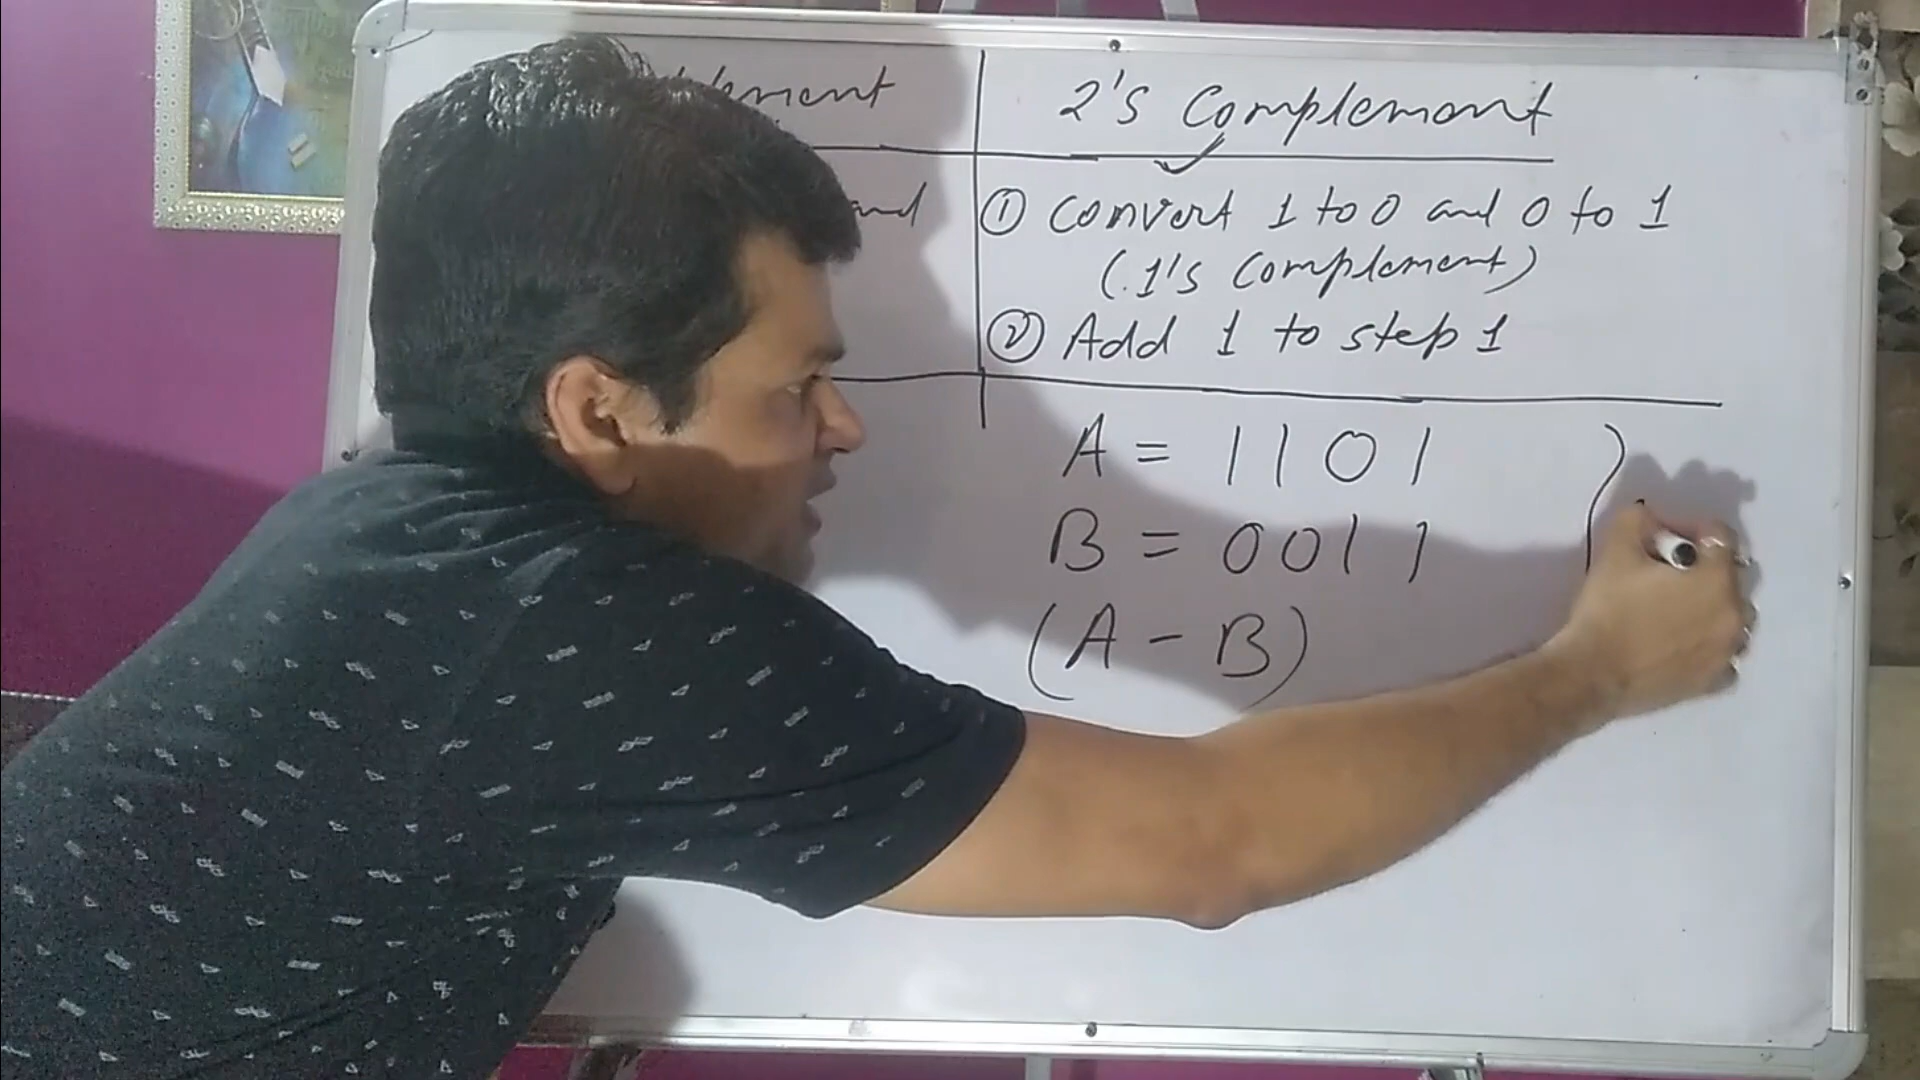 2's Complement
and
① Convert 1 to 0 and 0 to 1
(1's Complement)
② Add 1 to step 1
A = 1101
B = 0011
(A - B)